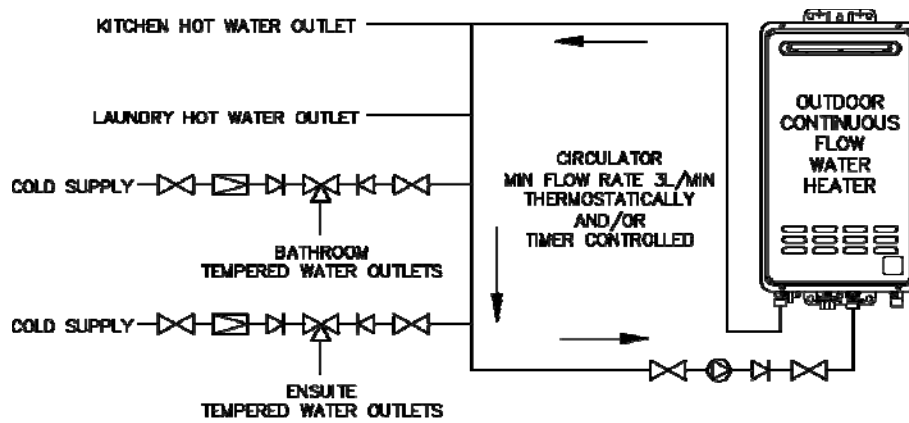 KITCHEN HOT WATER OUTLET
LAUNDRY HOT WATER OUTLET
COLD SUPPLY
BATHROOM
TEMPERED WATER OUTLETS
COLD SUPPLY
ENSUITE
TEMPERED WATER OUTLETS
CIRCULATOR
MIN FLOW RATE 3L/MIN
THERMOSTATICALLY
AND/OR
TIMER CONTROLLED
OUTDOOR
CONTINUOUS
FLOW
WATER
HEATER